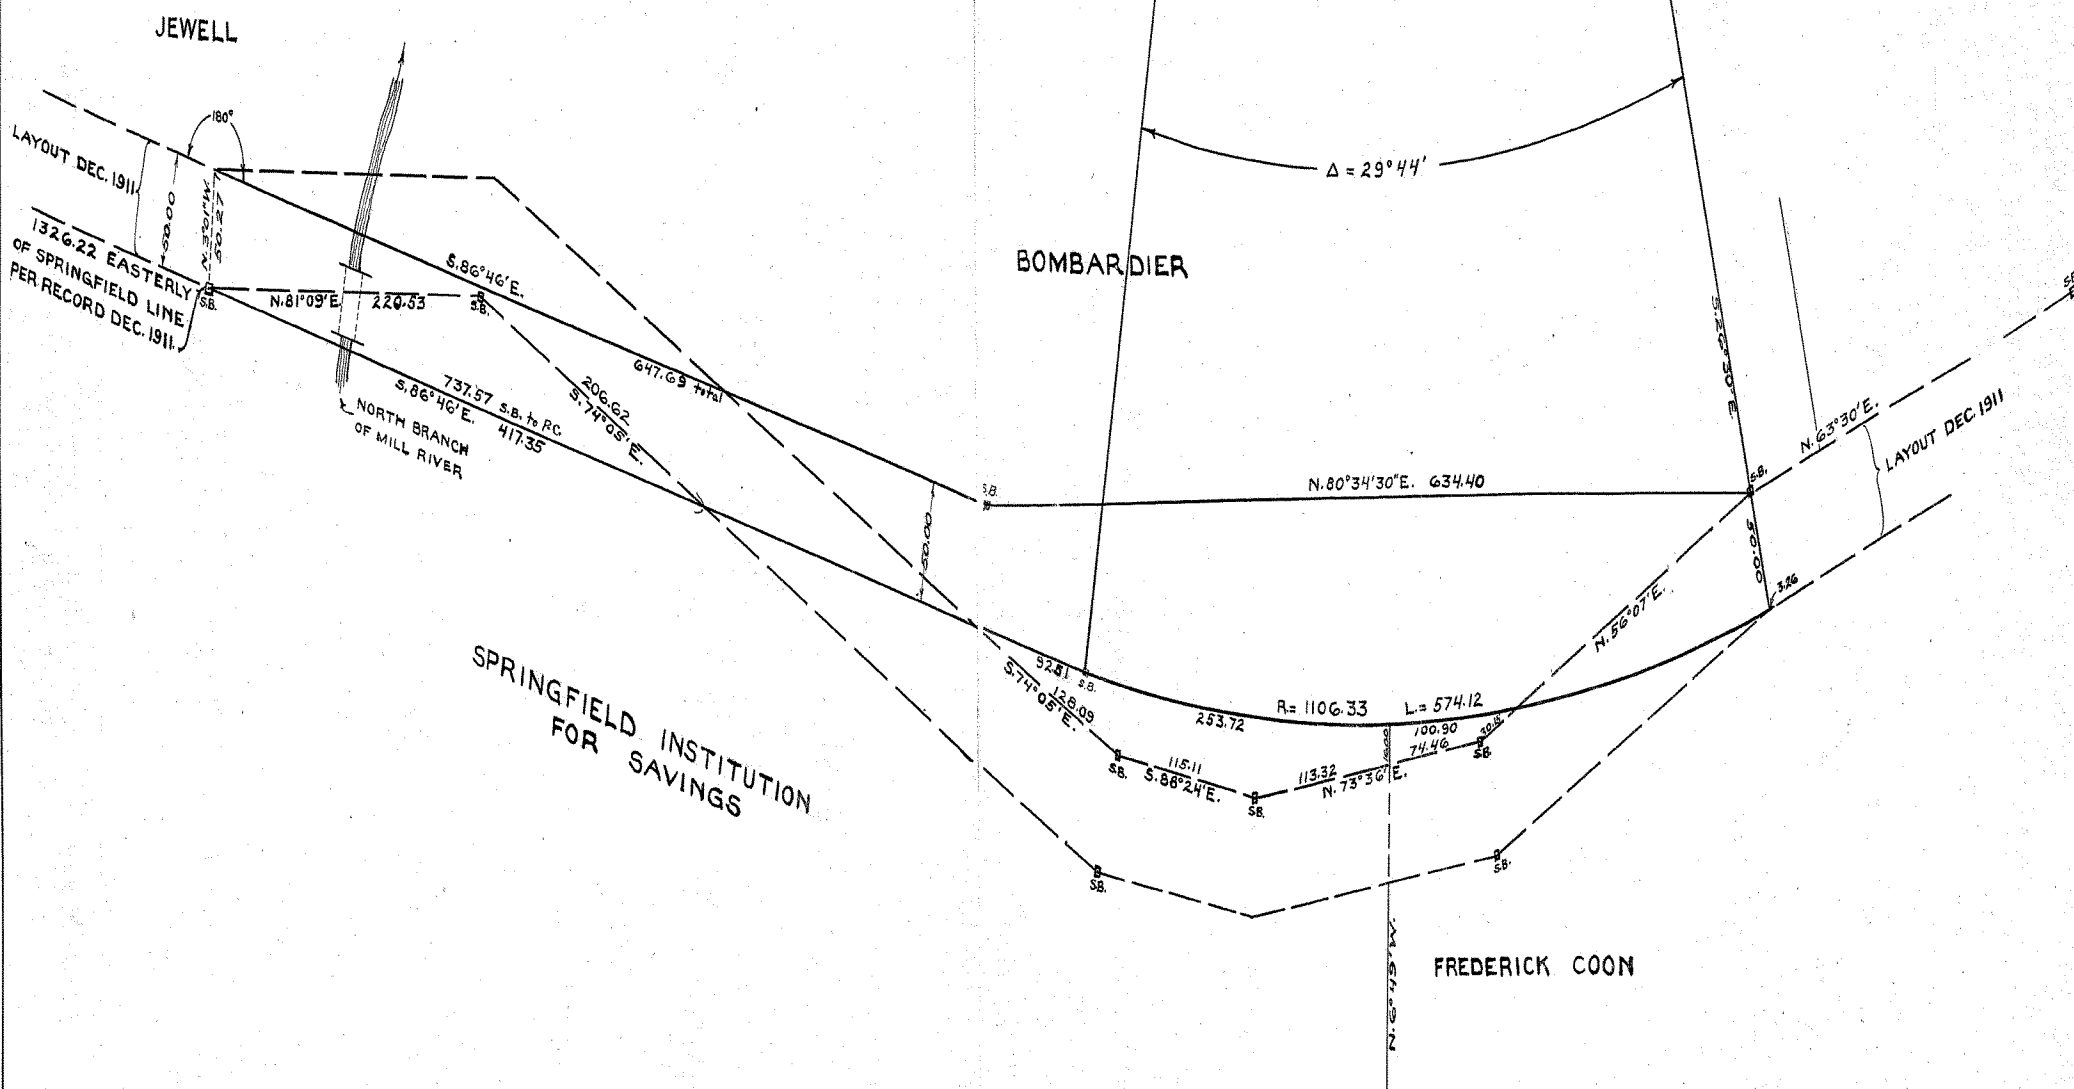 JEWELL
180°
LAYOUT DEC. 1911
50.00
50.27
1326.22 EASTERLY
OF SPRINGFIELD LINE
PER RECORD DEC. 1911.
S.B.
N.81°09'E. 220.53
S.B.
S.86°46'E.
647.69 total
737.57 S.B. to P.C.
S.86°46'E.
417.35
206.62
S.74°05'E.
NORTH BRANCH
OF MILL RIVER
Δ = 29°44'
BOMBARDIER
S.26°30'E.
S.B.
N.63°30'E.
LAYOUT DEC. 1911
S.B.
S.B.
N.80°34'30"E. 634.40
50.00
50.00
3.26
N.56°07'E.
92.51 S.B.
128.09
S.74°05'E.
253.72
R= 1106.33 L= 574.12
100.90
74.46
S.B.
S.B.
115.11
S.88°24'E.
S.B.
113.32
N.73°36'E.
SPRINGFIELD INSTITUTION
FOR SAVINGS
S.B.
S.B.
FREDERICK COON